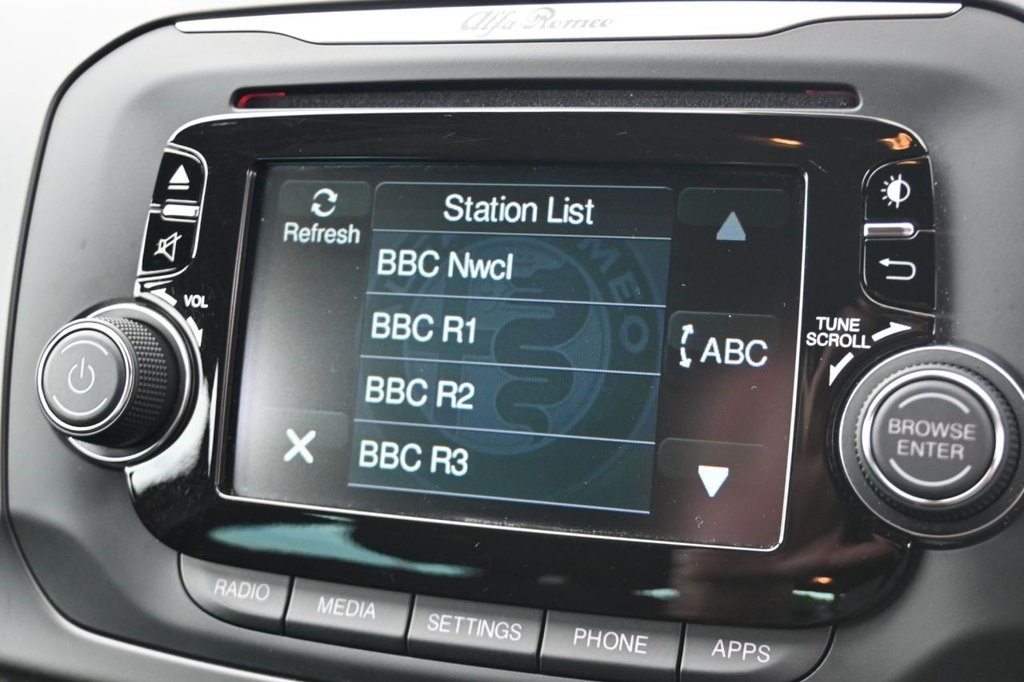 Alfa Romeo
Station List
Refresh
BBC Nwcl
BBC R1
BBC R2
BBC R3
ABC
MEO
VOL
TUNE
SCROLL
BROWSE
ENTER
RADIO
MEDIA
SETTINGS
PHONE
APPS